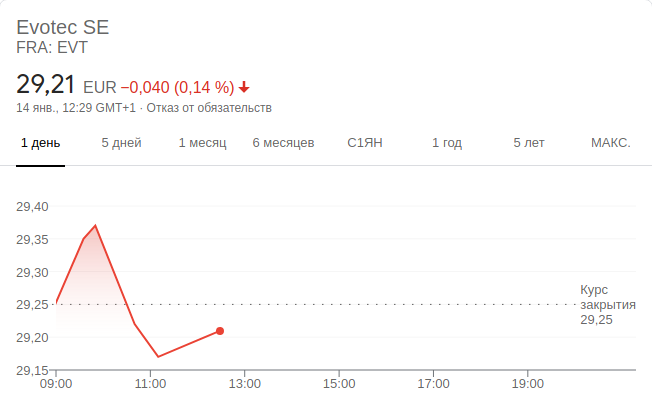 Evotec SE
FRA: EVT
29,21 EUR −0,040 (0,14 %)
14 янв., 12:29 GMT+1 · Отказ от обязательств
1 день 5 дней 1 месяц 6 месяцев С1ЯН 1 год 5 лет МАКС.
29,40
29,35
29,30
Курс
29,25 закрытия
29,25
29,20
29,15
09:00 11:00 13:00 15:00 17:00 19:00